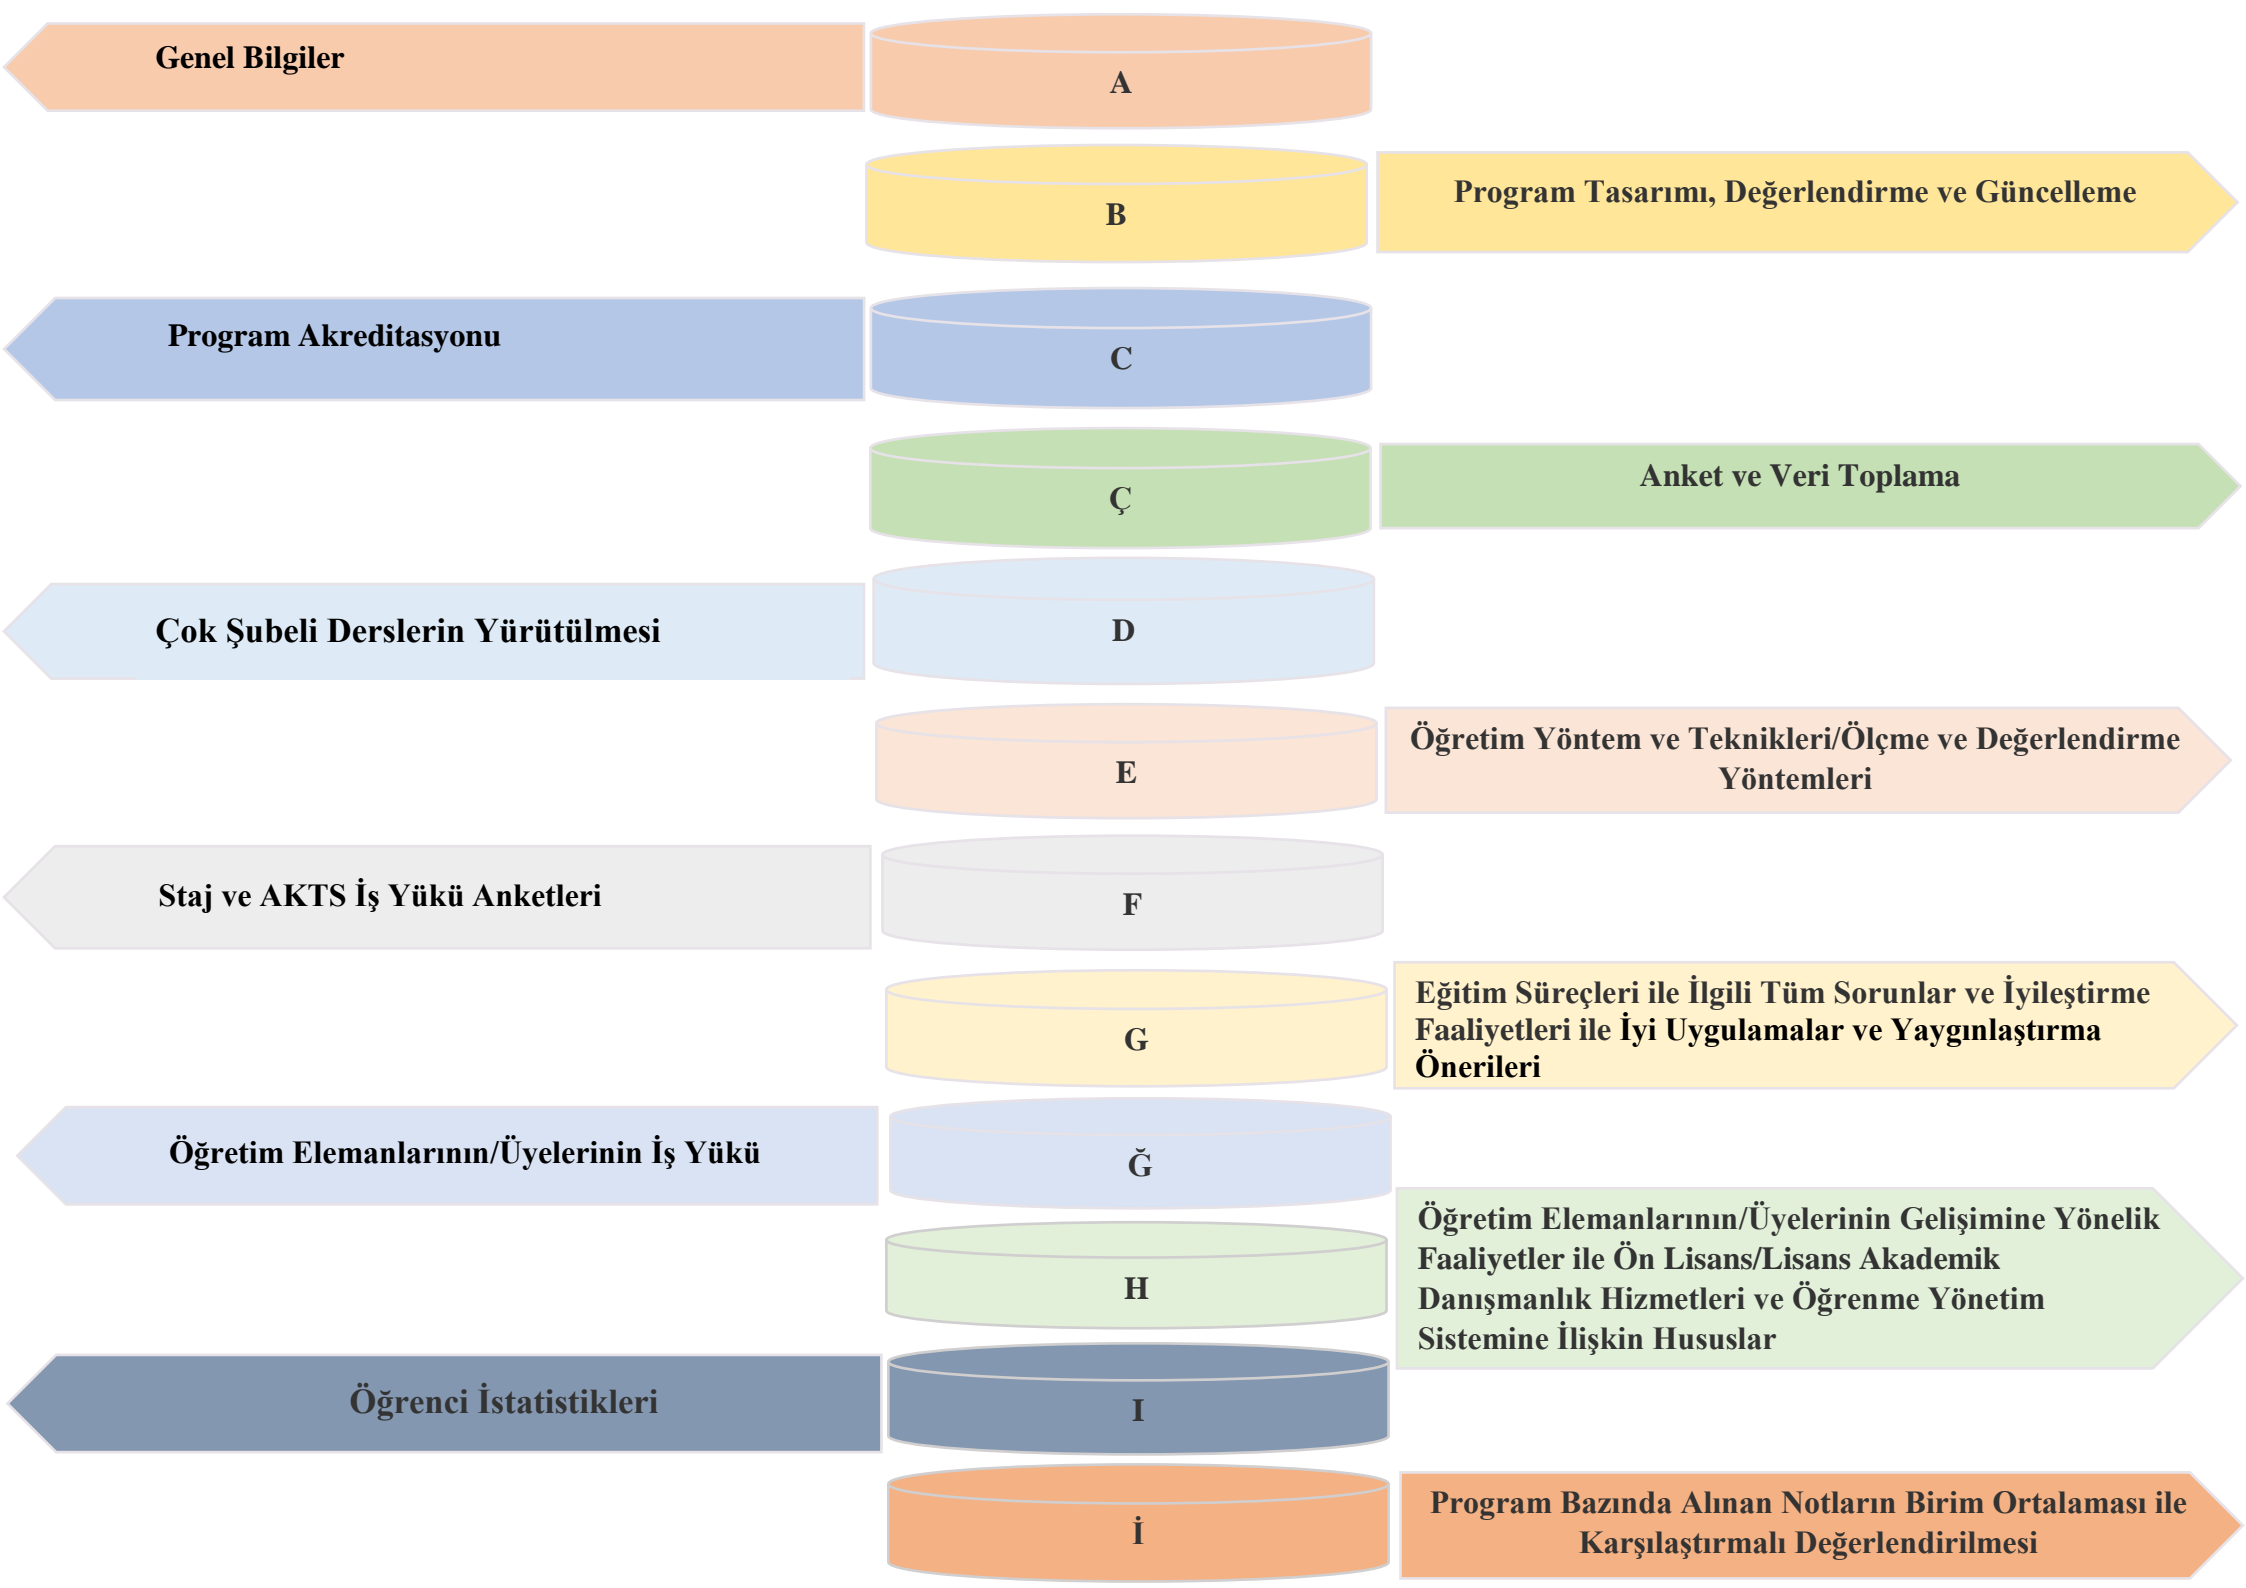 Genel Bilgiler
A
B
Program Tasarımı, Değerlendirme ve Güncelleme
Program Akreditasyonu
C
Ç
Anket ve Veri Toplama
Çok Şubeli Derslerin Yürütülmesi
D
E
Öğretim Yöntem ve Teknikleri/Ölçme ve Değerlendirme
Yöntemleri
Staj ve AKTS İş Yükü Anketleri
F
G
Eğitim Süreçleri ile İlgili Tüm Sorunlar ve İyileştirme
Faaliyetleri ile İyi Uygulamalar ve Yaygınlaştırma
Önerileri
Öğretim Elemanlarının/Üyelerinin İş Yükü
Ğ
H
Öğretim Elemanlarının/Üyelerinin Gelişimine Yönelik
Faaliyetler ile Ön Lisans/Lisans Akademik
Danışmanlık Hizmetleri ve Öğrenme Yönetim
Sistemine İlişkin Hususlar
Öğrenci İstatistikleri
I
İ
Program Bazında Alınan Notların Birim Ortalaması ile
Karşılaştırmalı Değerlendirilmesi